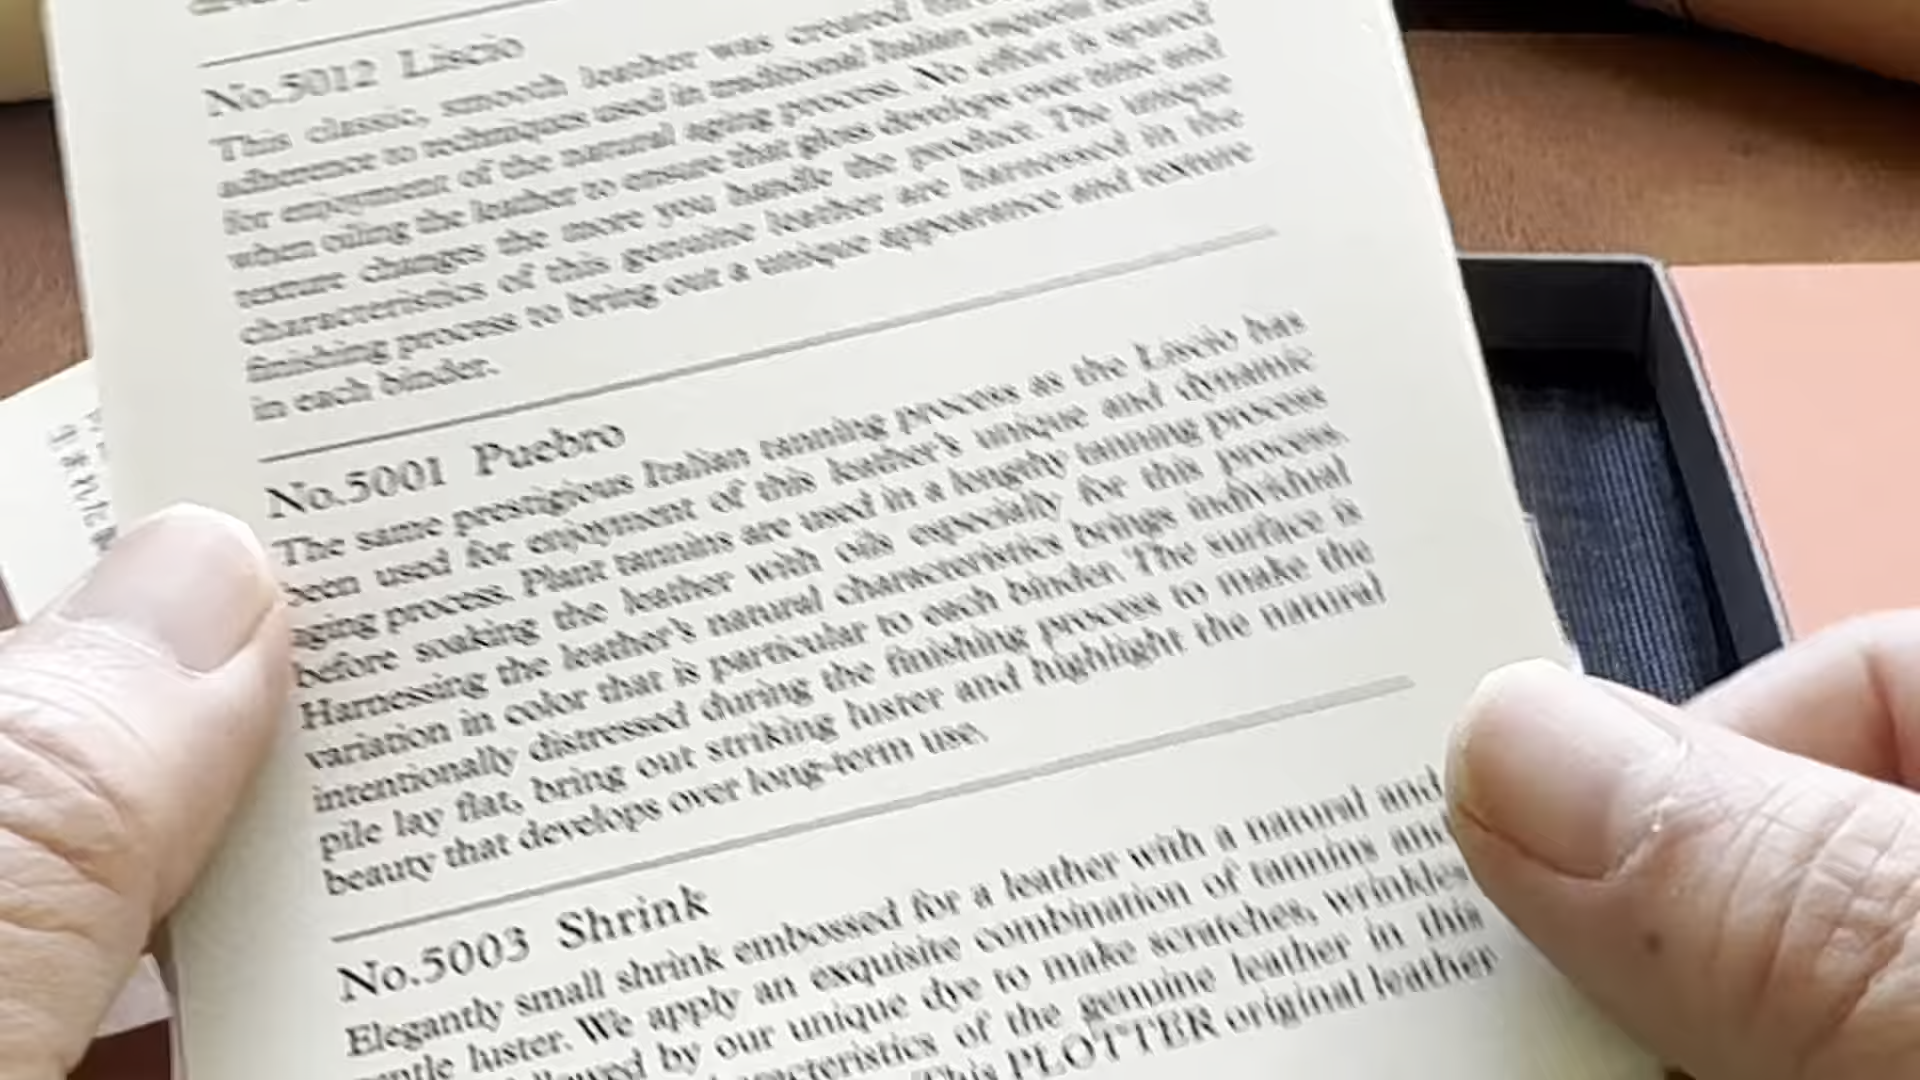 No.5012 Liscio
This classic, smooth leather was created
adherence to techniques used in traditional Italian
for enjoyment of the natural aging process. No effort is spared
when oiling the leather to ensure that gloss develops over time and
texture changes the more you handle the product. The unique
characteristics of this genuine leather are harnessed in the
finishing process to bring out a unique appearance and texture
in each binder.
No.5001 Puebro
The same prestigious Italian tanning process as the Liscio has
been used for enjoyment of this leather's unique and dynamic
aging process. Plant tannins are used in a lengthy tanning process
before soaking the leather with oils especially for this process.
Harnessing the leather's natural characteristics brings individual
variation in color that is particular to each binder. The surface is
intentionally distressed during the finishing process to make the
pile lay flat, bring out striking luster and highlight the natural
beauty that develops over long-term use.
No.5003 Shrink
Elegantly small shrink embossed for a leather with a natural and
gentle luster. We apply an exquisite combination of tannins and
by our unique dye to make scratches, wrinkles
of the genuine leather in this
This PLOTTER original leather
生まれた